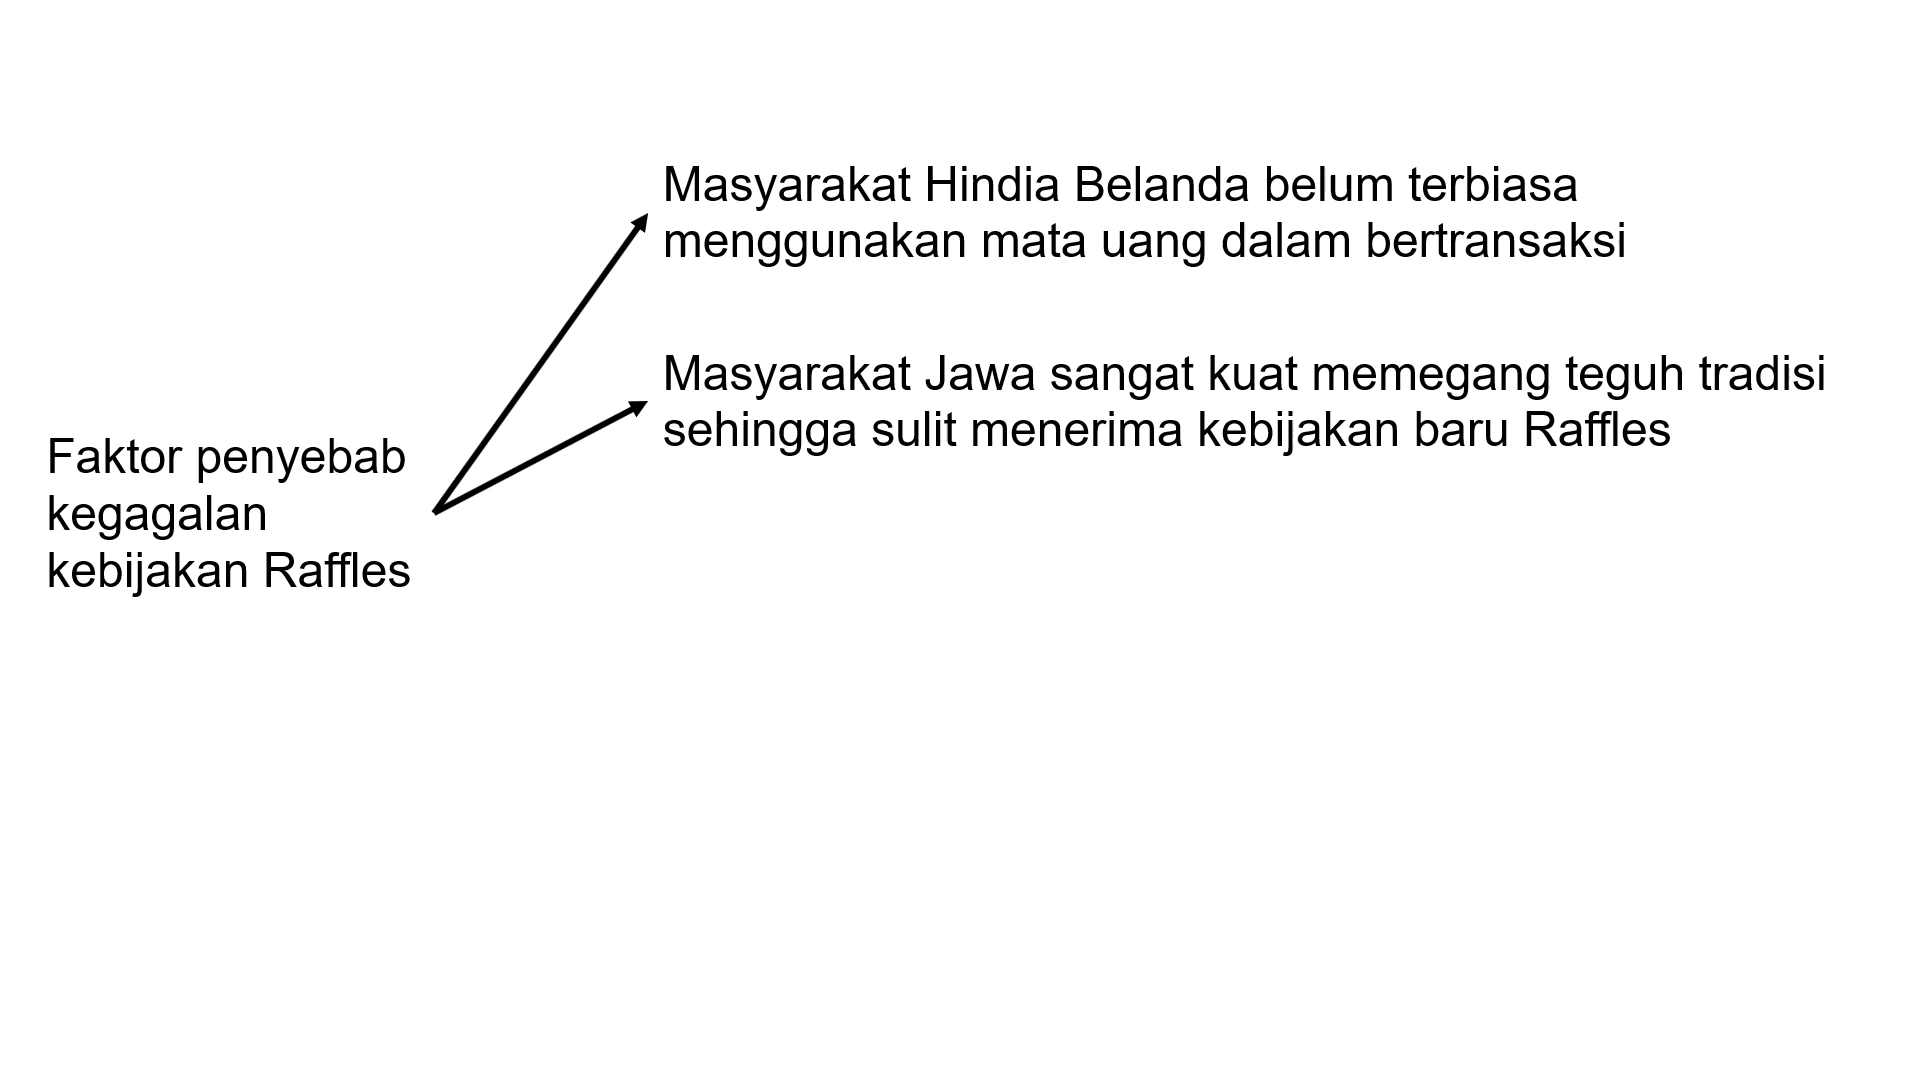 Masyarakat Hindia Belanda belum terbiasa
menggunakan mata uang dalam bertransaksi
Masyarakat Jawa sangat kuat memegang teguh tradisi
sehingga sulit menerima kebijakan baru Raffles
Faktor penyebab
kegagalan
kebijakan Raffles